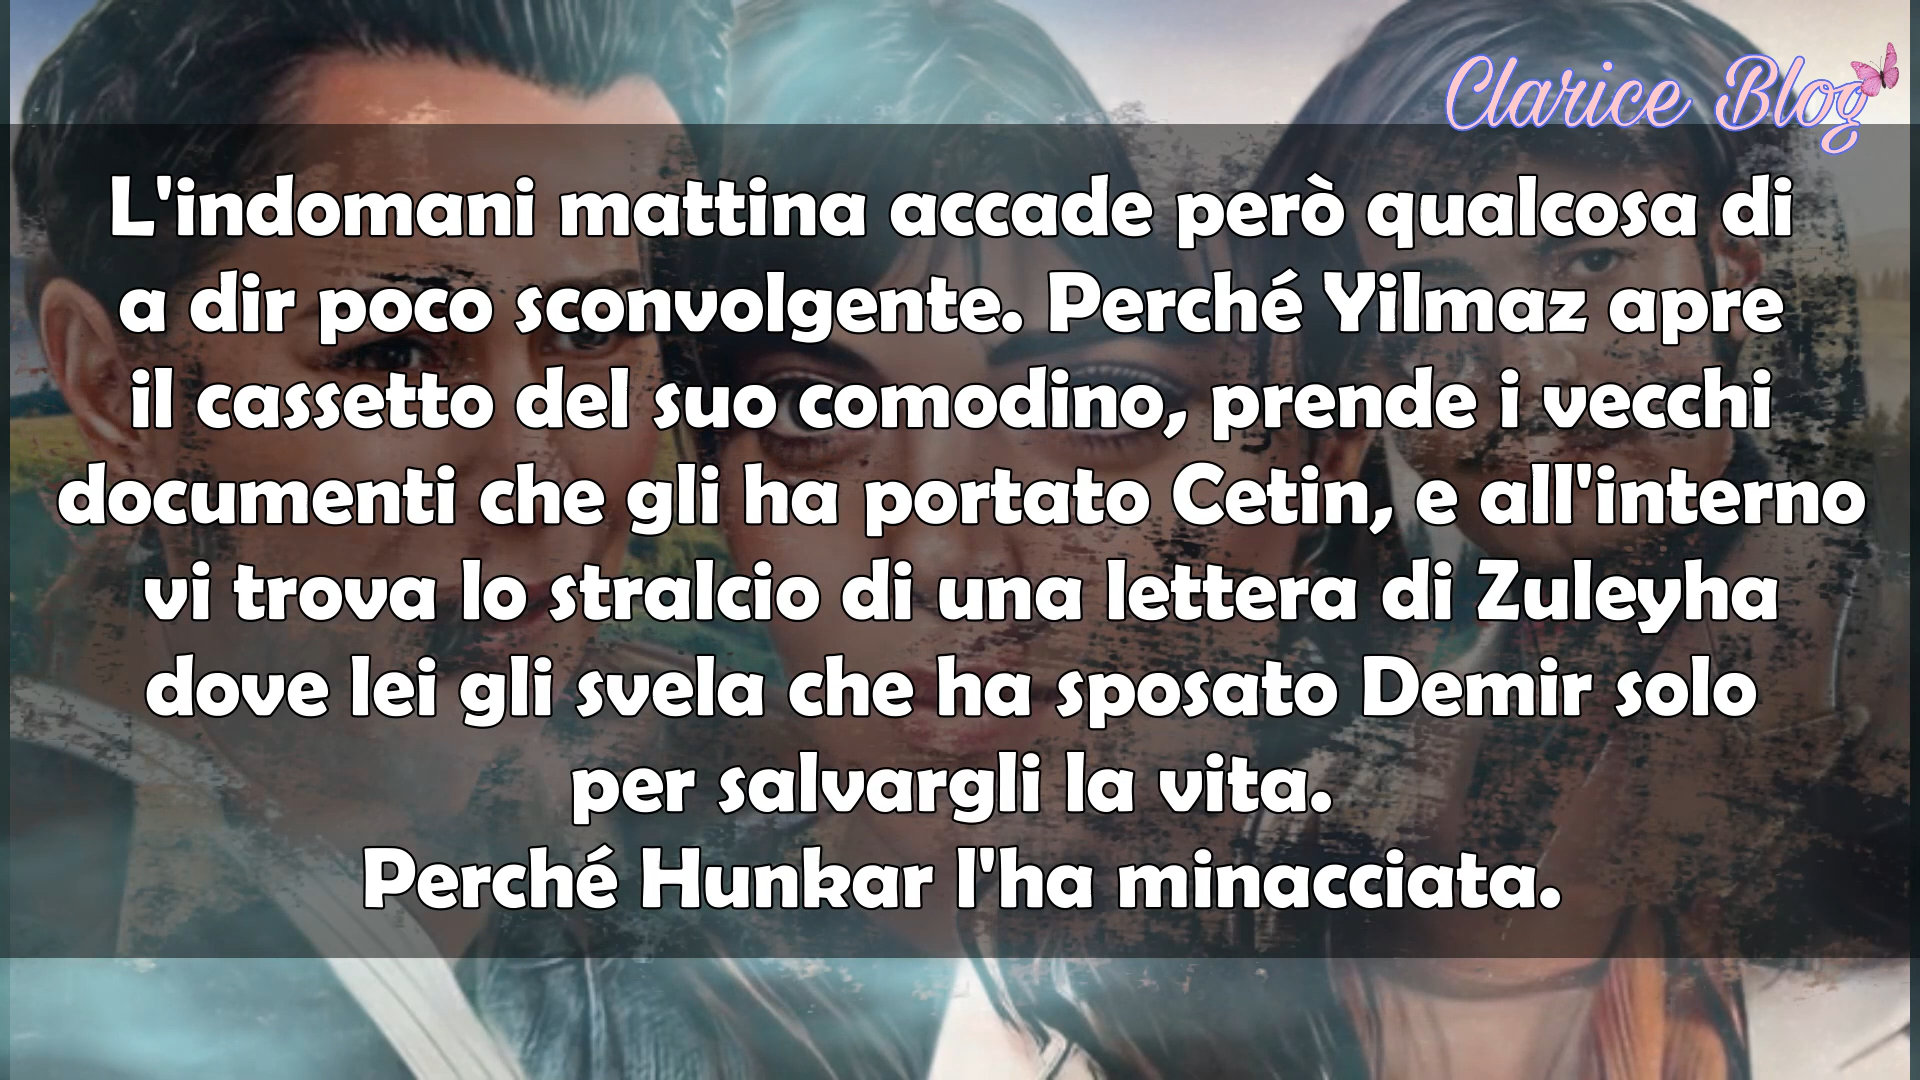 Clarice Blog
L'indomani mattina accade però qualcosa di
a dir poco sconvolgente. Perché Yilmaz apre
il cassetto del suo comodino, prende i vecchi
documenti che gli ha portato Cetin, e all'interno
vi trova lo stralcio di una lettera di Zuleyha
dove lei gli svela che ha sposato Demir solo
per salvargli la vita.
Perché Hunkar l'ha minacciata.